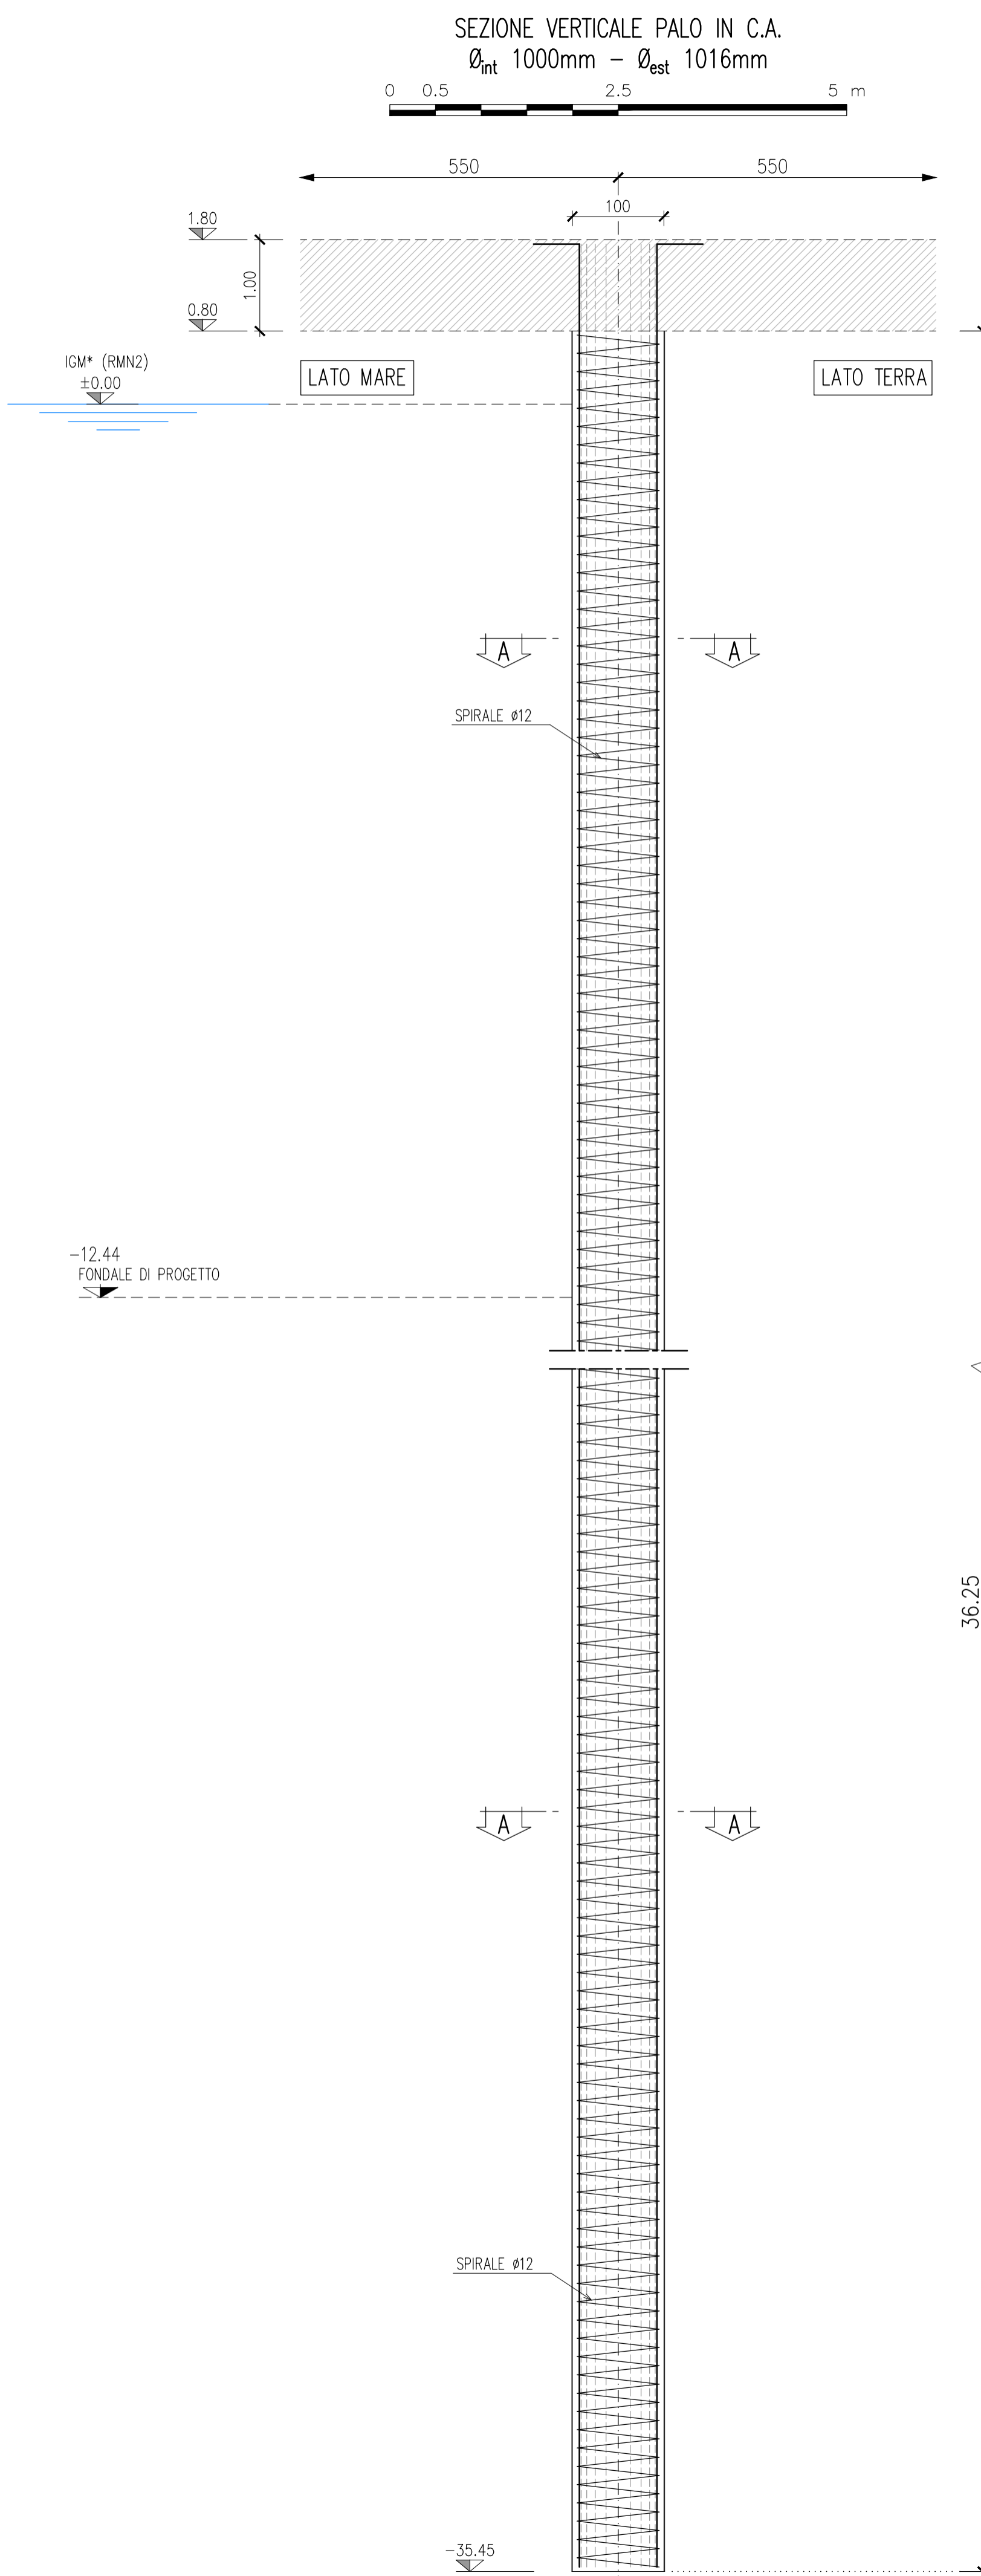 SEZIONE VERTICALE PALO IN C.A.
Øint 1000mm – Øest 1016mm
0 0.5 2.5 5 m
550 550
100
1.80
1.00
0.80
IGM* (RMN2)
±0.00
LATO MARE LATO TERRA
A A
SPIRALE ø12
−12.44
FONDALE DI PROGETTO
36.25
A A
SPIRALE ø12
−35.45